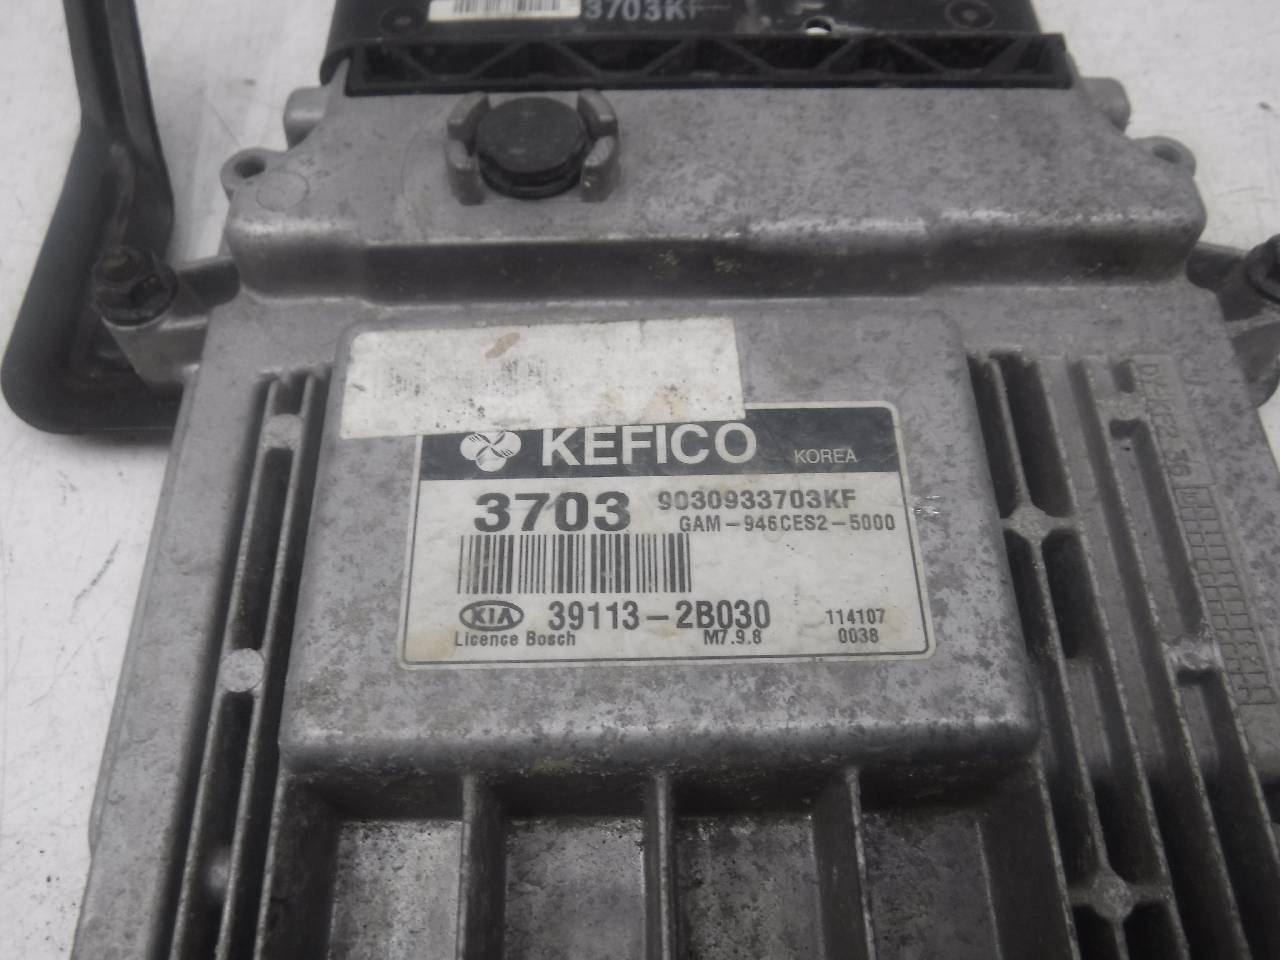 3703KF
KEFICO KOREA
3703 9030933703KF
GAM-946CES2-5000
KIA 39113-2B030 114107
Licence Bosch M7.9.8 0038